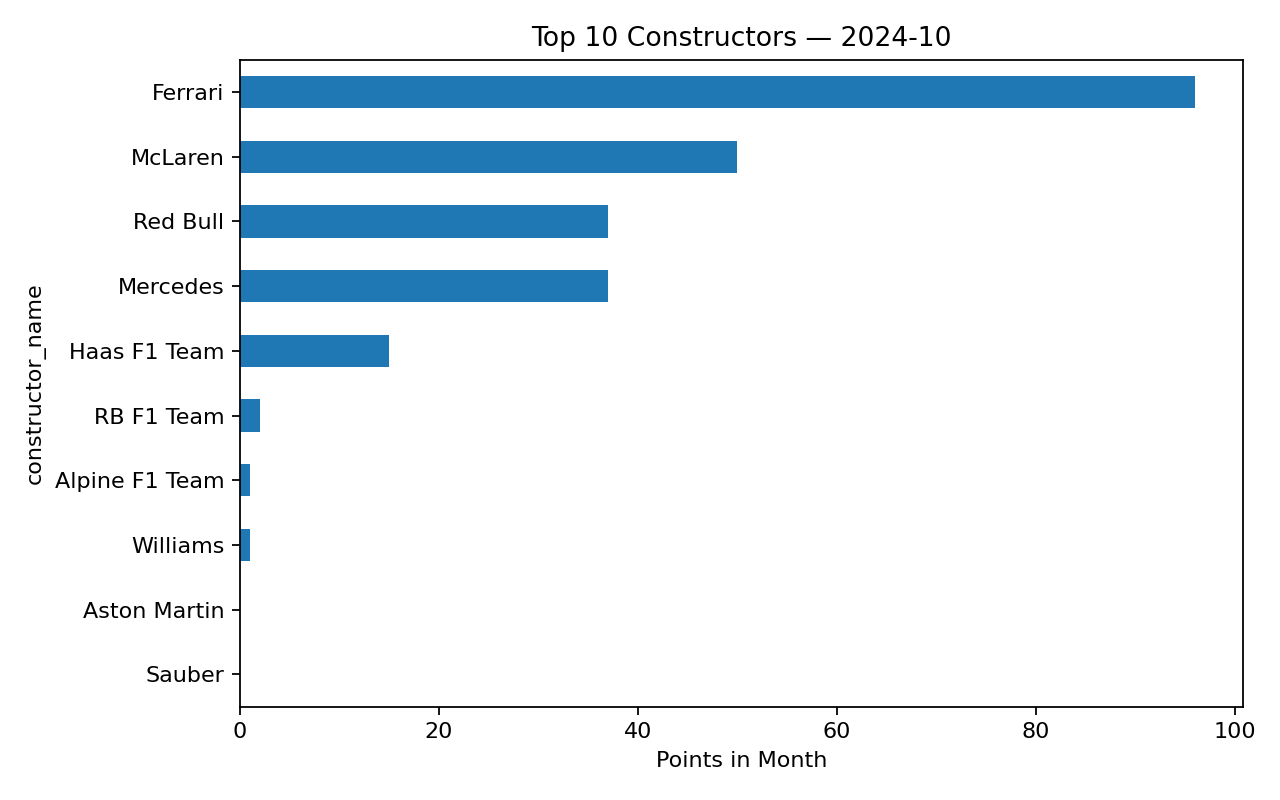 Top 10 Constructors — 2024-10
constructor_name
Ferrari
McLaren
Red Bull
Mercedes
Haas F1 Team
RB F1 Team
Alpine F1 Team
Williams
Aston Martin
Sauber
0 20 40 60 80 100
Points in Month